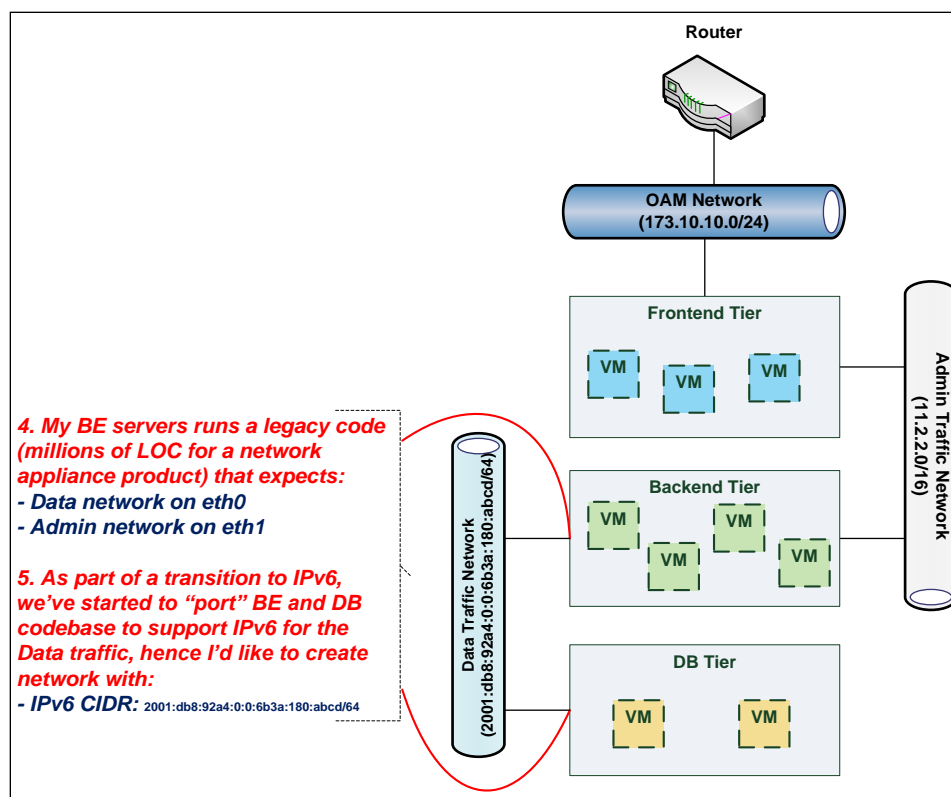 Router
OAM Network
(173.10.10.0/24)
Frontend Tier
VM
VM
VM
Admin Traffic Network
(11.2.2.0/16)
4. My BE servers runs a legacy code
(millions of LOC for a network
appliance product) that expects:
- Data network on eth0
- Admin network on eth1
5. As part of a transition to IPv6,
we've started to “port” BE and DB
codebase to support IPv6 for the
Data traffic, hence I'd like to create
network with:
- IPv6 CIDR: 2001:db8:92a4:0:0:6b3a:180:abcd/64
Data Traffic Network
(2001:db8:92a4:0:0:6b3a:180:abcd/64)
Backend Tier
VM
VM
VM
VM
DB Tier
VM
VM